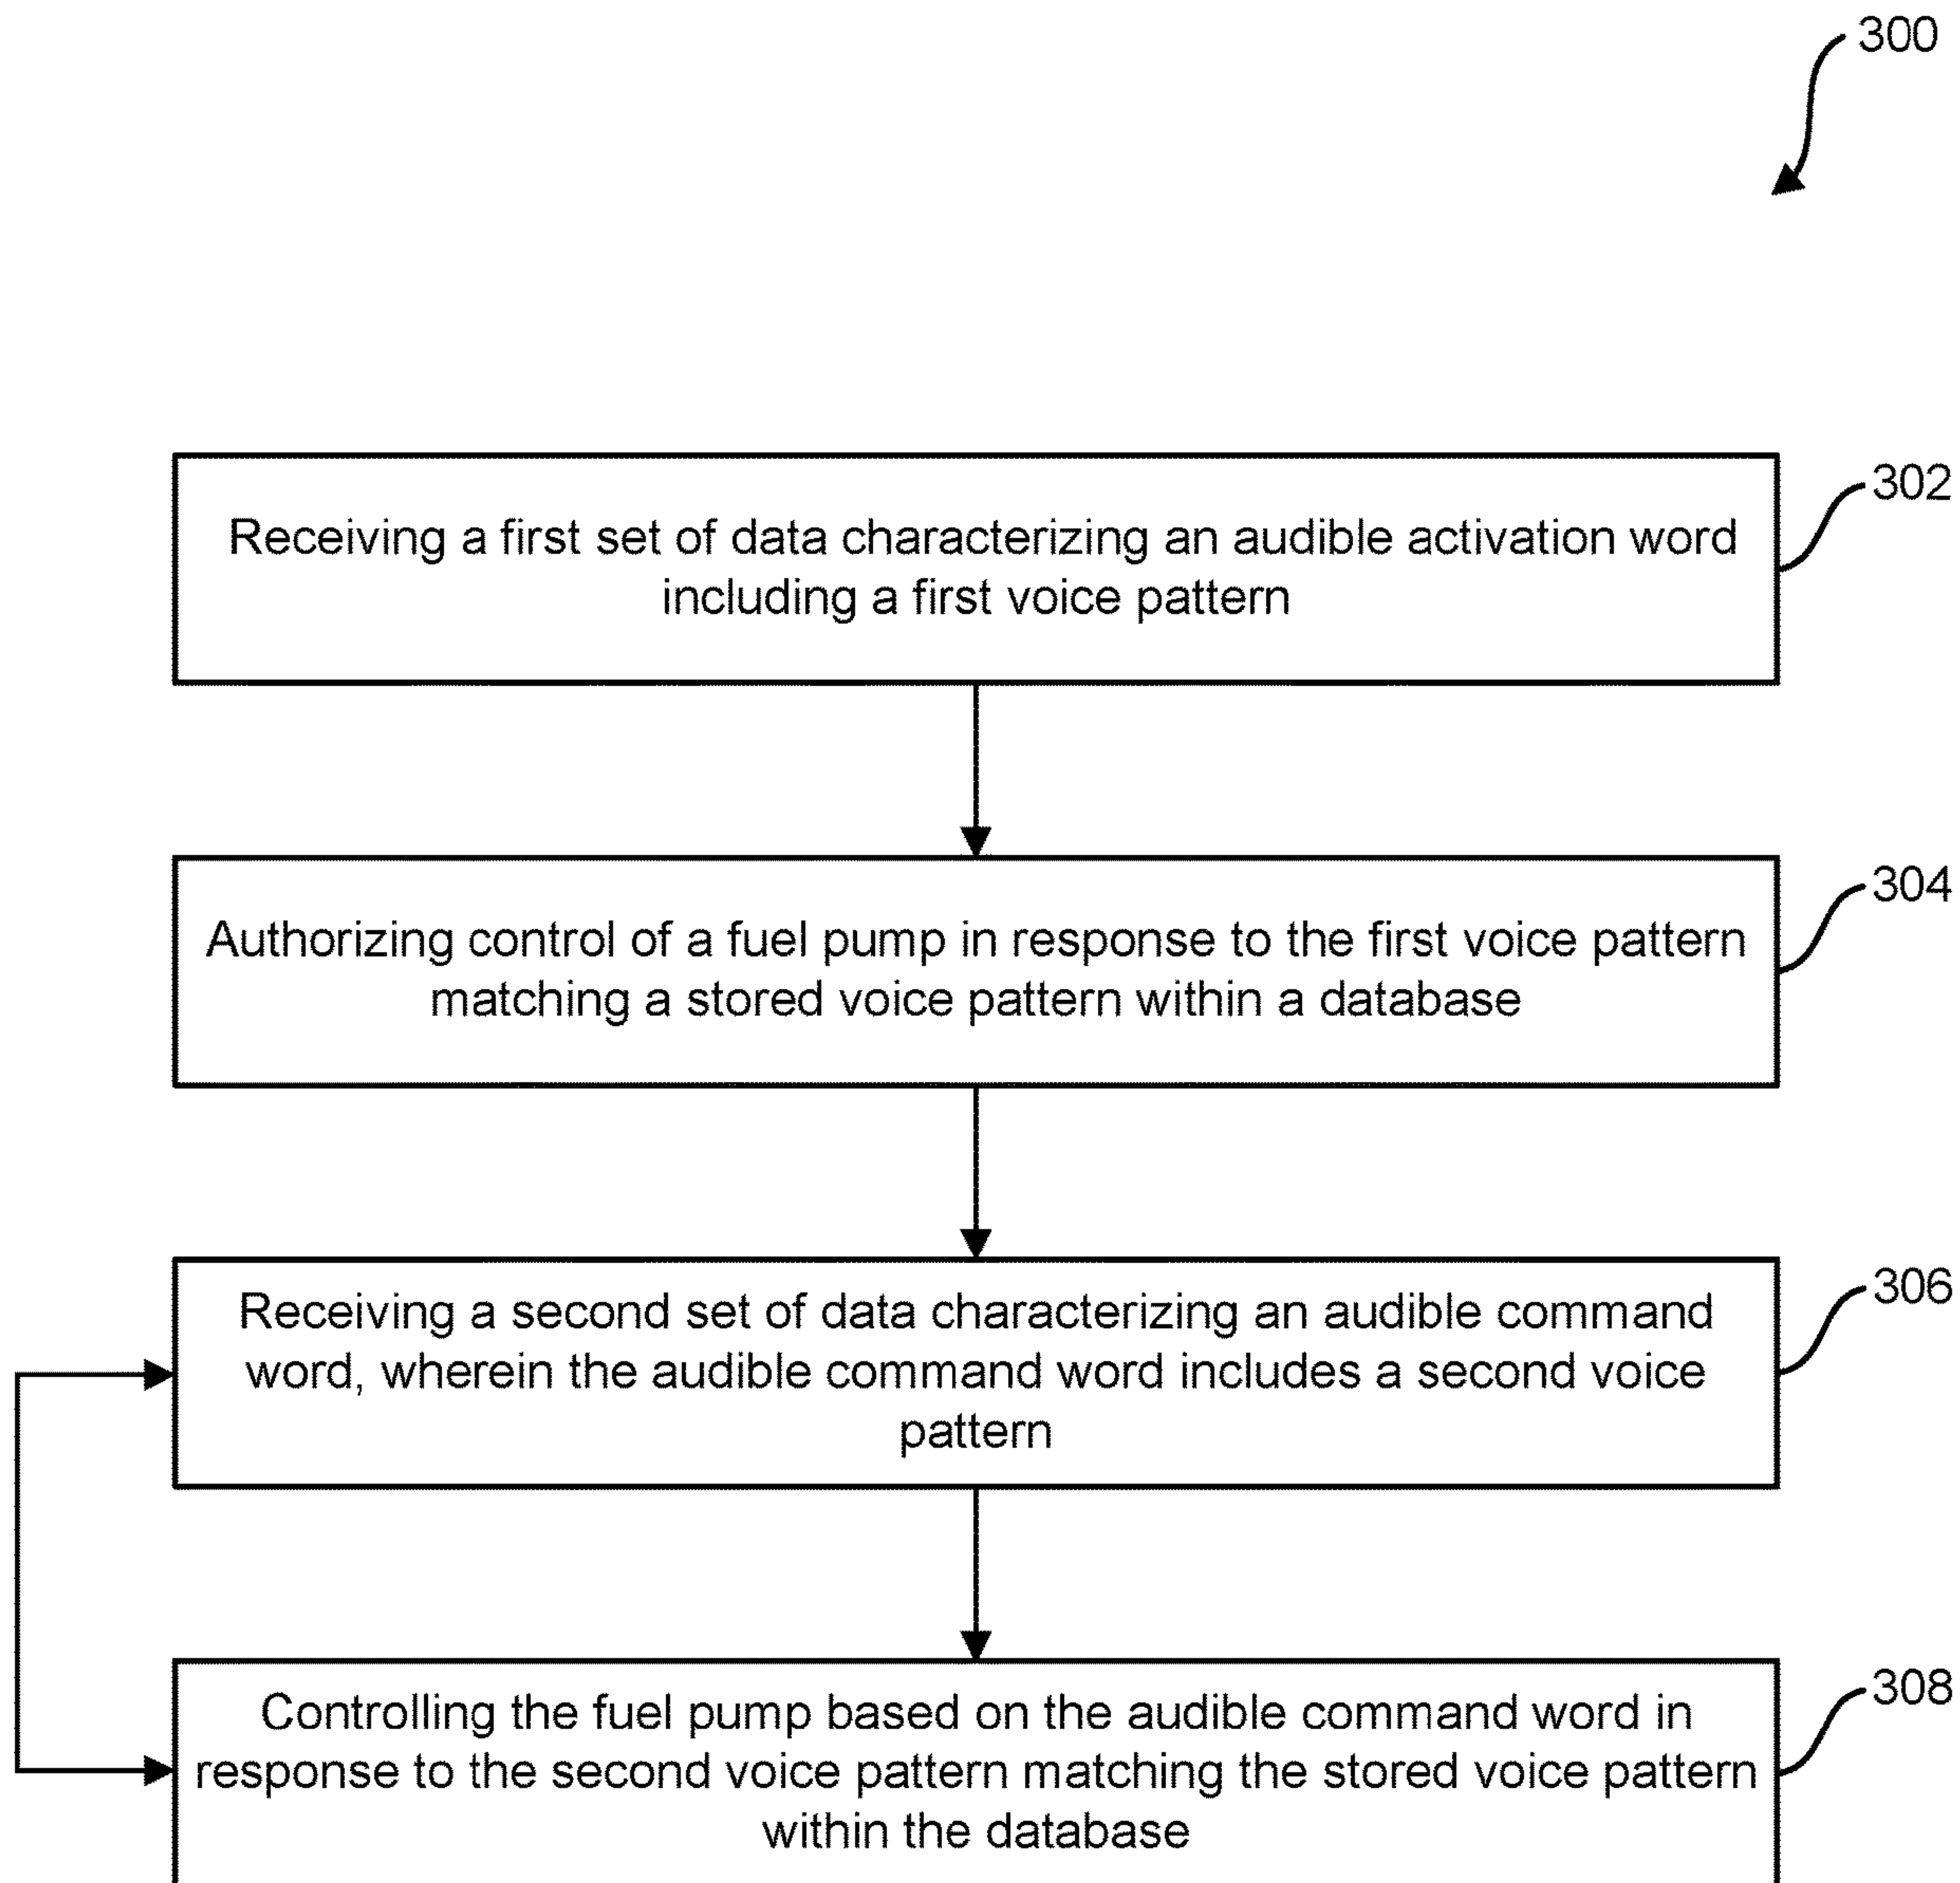 300
Receiving a first set of data characterizing an audible activation word
including a first voice pattern
302
Authorizing control of a fuel pump in response to the first voice pattern
matching a stored voice pattern within a database
304
Receiving a second set of data characterizing an audible command
word, wherein the audible command word includes a second voice
pattern
306
Controlling the fuel pump based on the audible command word in
response to the second voice pattern matching the stored voice pattern
within the database
308